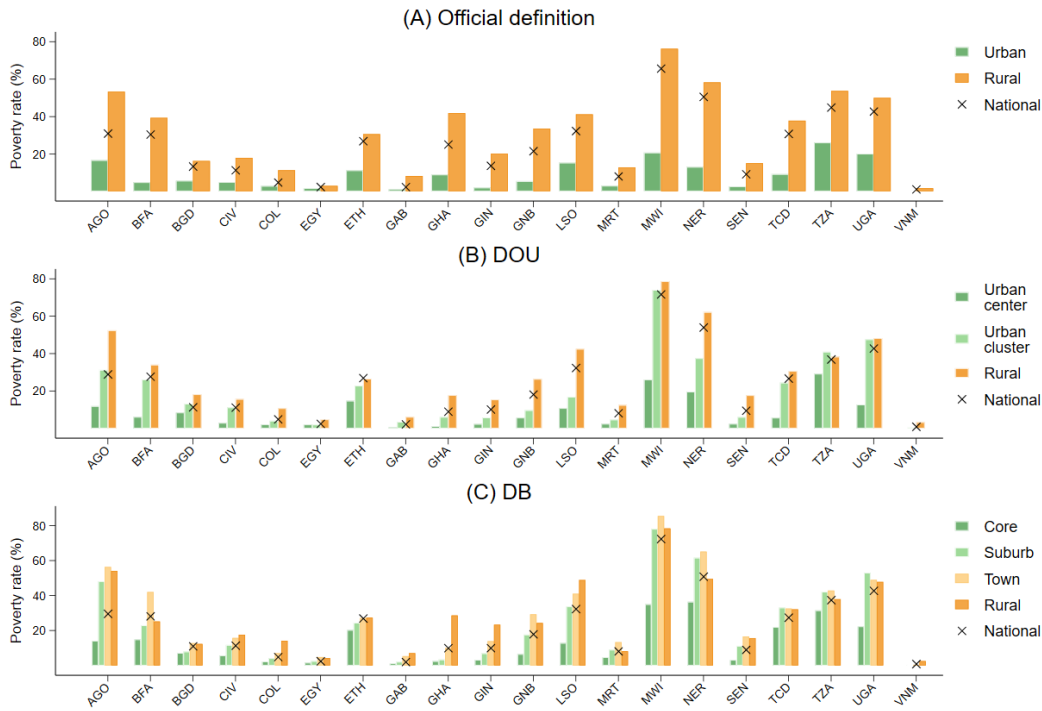 (A) Official definition
Poverty rate (%)
80
60
40
20
AGO BFA BGD CIV COL EGY ETH GAB GHA GIN GNB LSO MRT MWI NER SEN TCD TZA UGA VNM
Urban
Rural
National
(B) DOU
Poverty rate (%)
80
60
40
20
AGO BFA BGD CIV COL EGY ETH GAB GHA GIN GNB LSO MRT MWI NER SEN TCD TZA UGA VNM
Urban
center
Urban
cluster
Rural
National
(C) DB
Poverty rate (%)
80
60
40
20
AGO BFA BGD CIV COL EGY ETH GAB GHA GIN GNB LSO MRT MWI NER SEN TCD TZA UGA VNM
Core
Suburb
Town
Rural
National